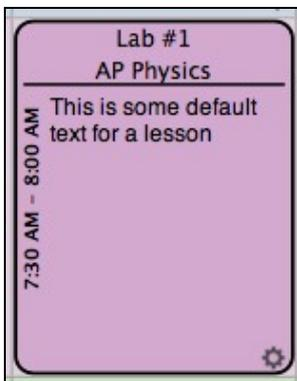 Lab #1
AP Physics
This is some default
text for a lesson
7:30 AM - 8:00 AM